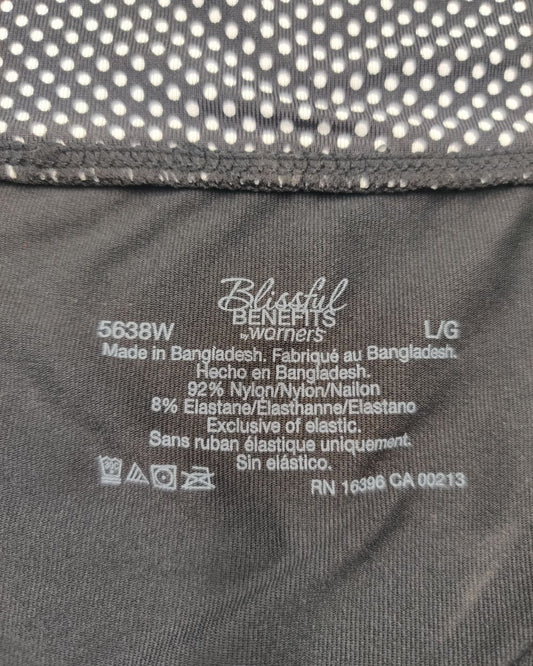 Blissful
BENEFITS
by warners
5638W L/G
Made in Bangladesh. Fabriqué au Bangladesh.
Hecho en Bangladesh.
92% Nylon/Nylon/Nailon
8% Elastane/Élasthanne/Elastano
Exclusive of elastic.
Sans ruban élastique uniquement.
Sin elástico.
RN 16396 CA 00213